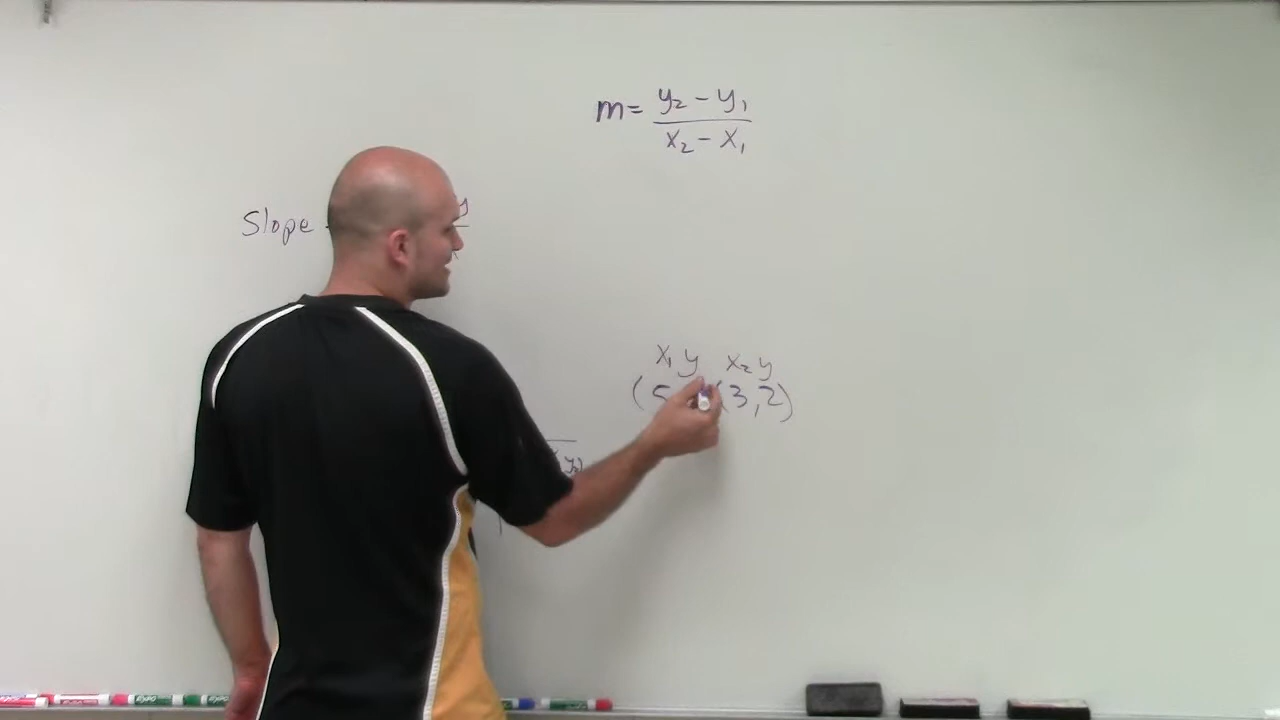 m = y₂ - y₁ / x₂ - x₁
Slope
x₁ y x₂ y
(5 (3,2)